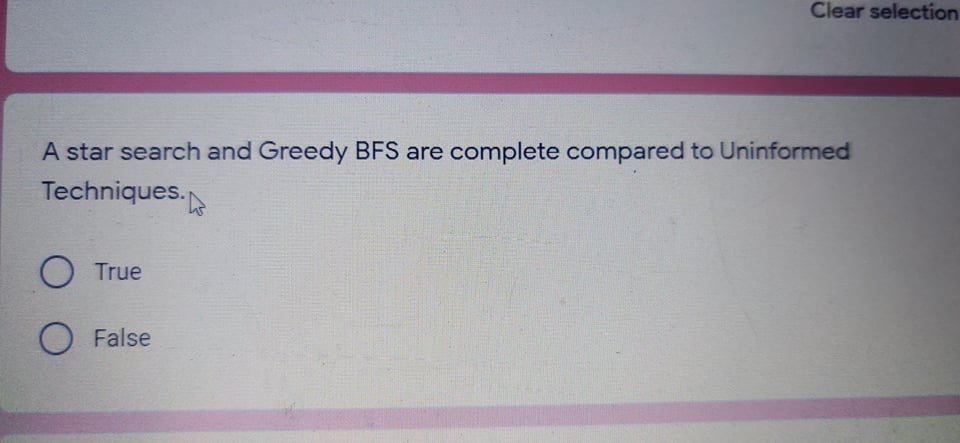 Clear selection
A star search and Greedy BFS are complete compared to Uninformed
Techniques.
True
False